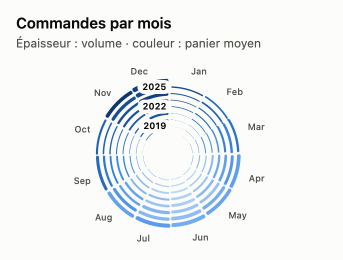 Commandes par mois
Épaisseur : volume · couleur : panier moyen
Dec
Jan
Nov
2025
Feb
2022
Oct
2019
Mar
Sep
Apr
Aug
May
Jul
Jun